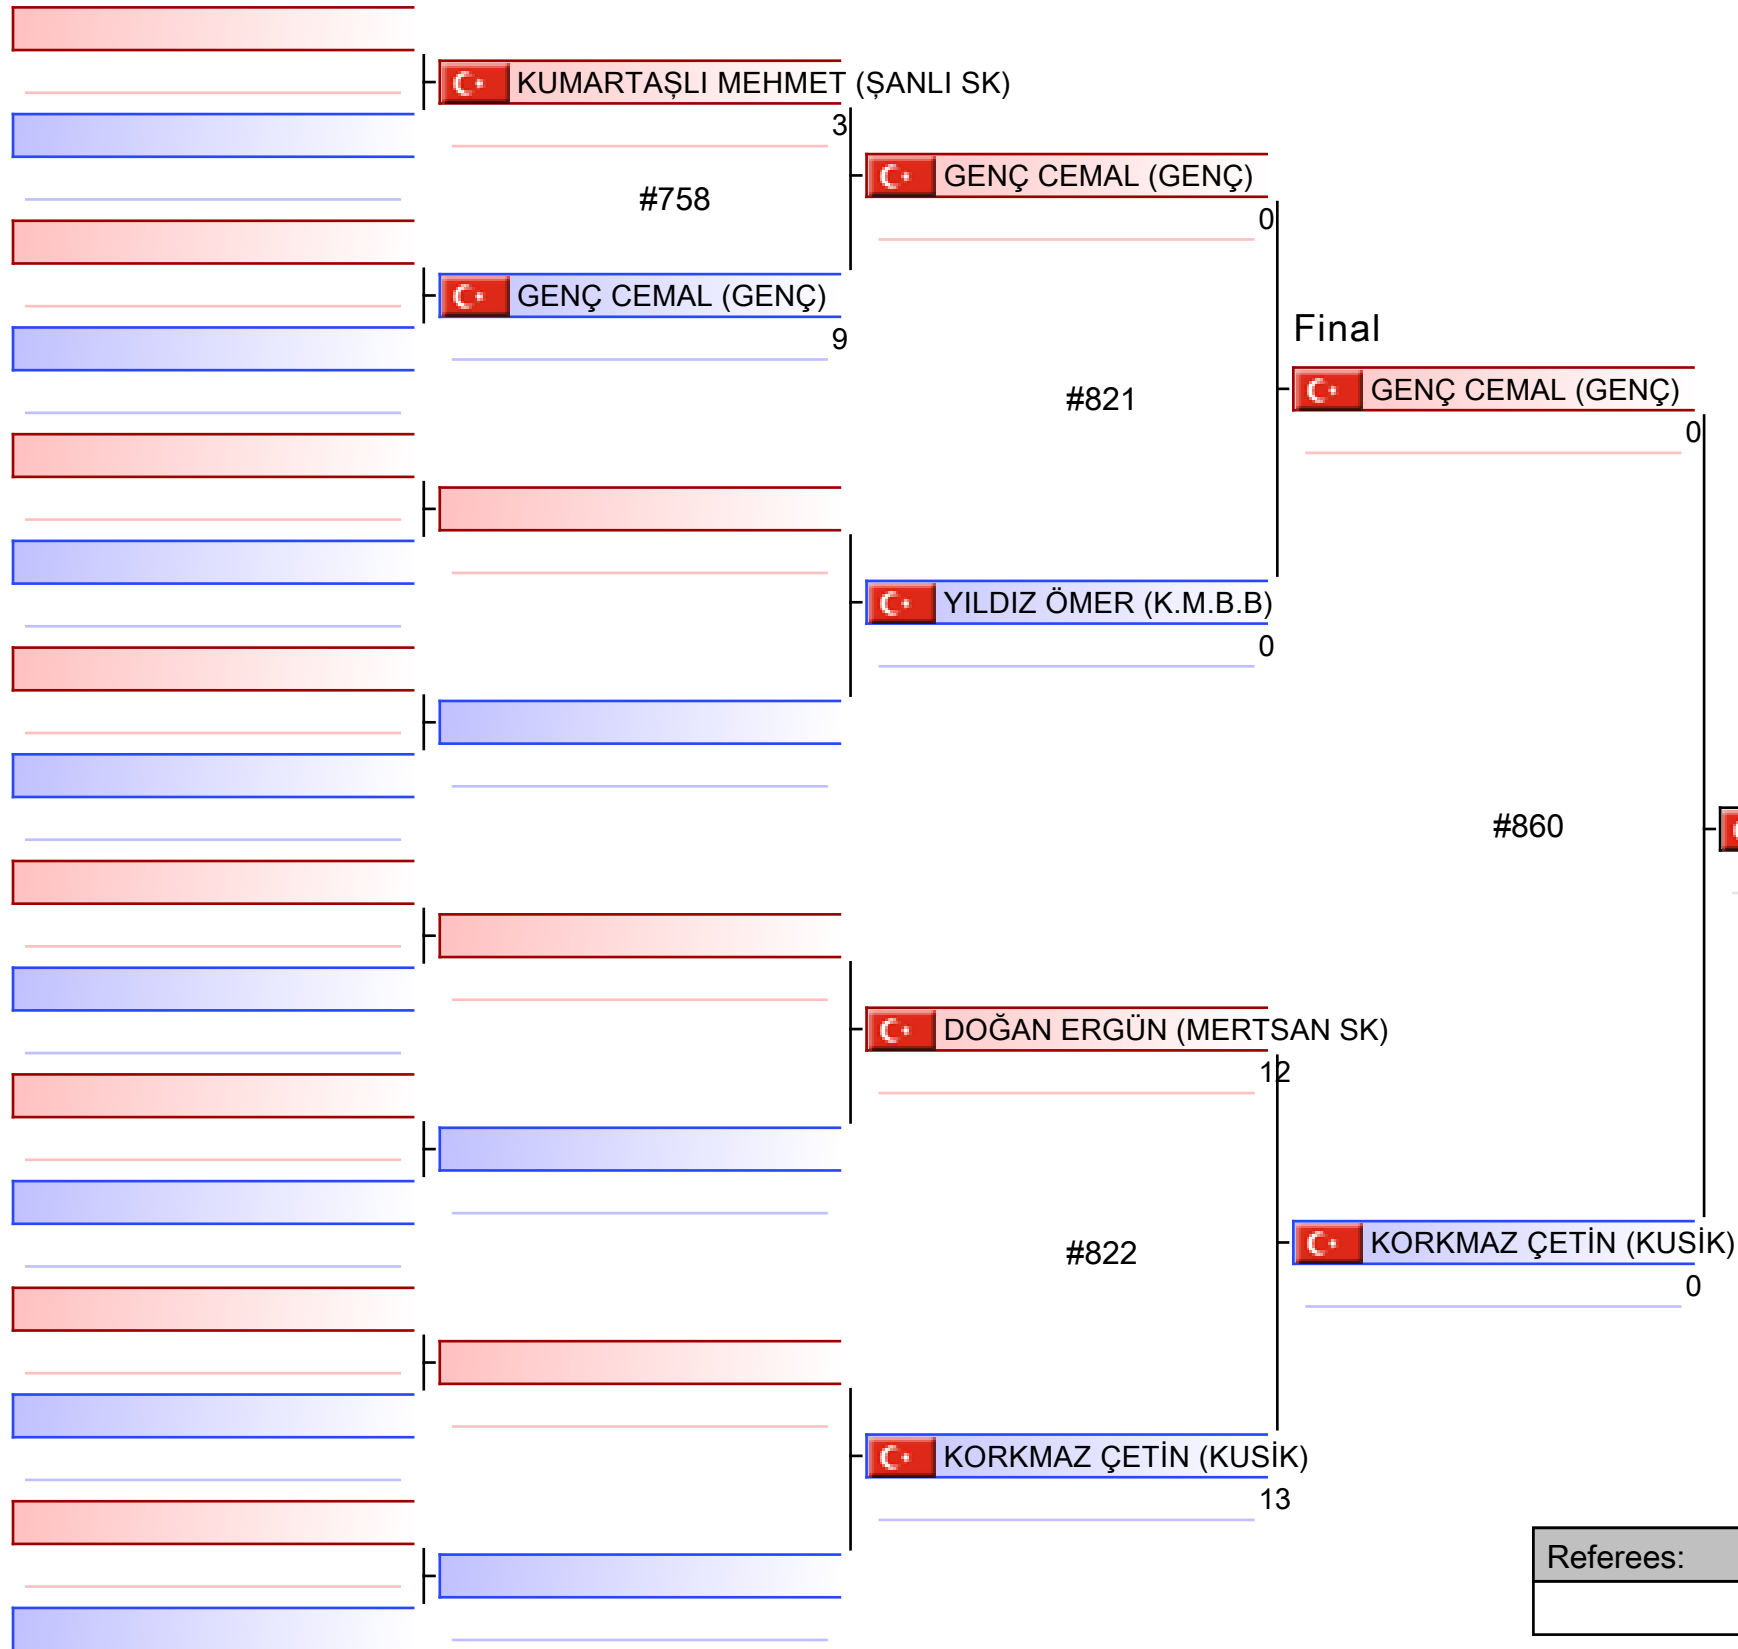 KUMARTAŞLI MEHMET (ŞANLI SK)
3
#758
GENÇ CEMAL (GENÇ)
9
GENÇ CEMAL (GENÇ)
0
#821
YILDIZ ÖMER (K.M.B.B)
0
DOĞAN ERGÜN (MERTSAN SK)
12
#822
KORKMAZ ÇETİN (KUSİK)
13
Final
GENÇ CEMAL (GENÇ)
0
#860
KORKMAZ ÇETİN (KUSİK)
0
Referees: